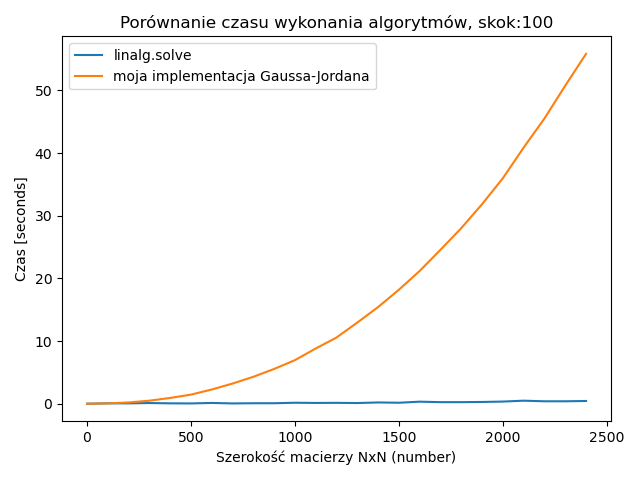 Porównanie czasu wykonania algorytmów, skok:100
linalg.solve
moja implementacja Gaussa-Jordana
Czas [seconds]
50
40
30
20
10
0
0 500 1000 1500 2000 2500
Szerokość macierzy NxN (number)